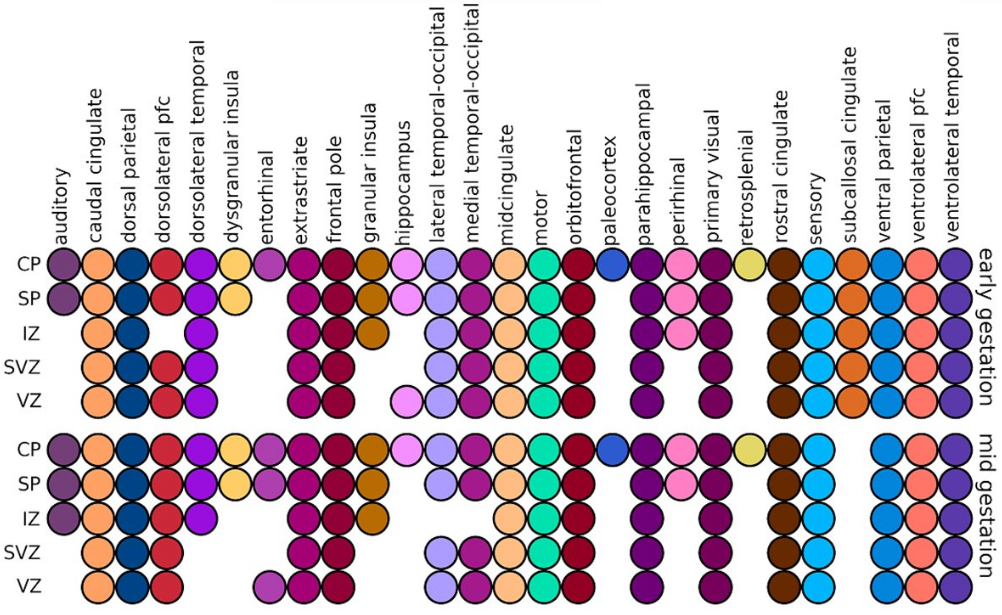 auditory
caudal cingulate
dorsal parietal
dorsolateral pfc
dorsolateral temporal
dysgranular insula
entorhinal
extrastriate
frontal pole
granular insula
hippocampus
lateral temporal-occipital
medial temporal-occipital
midcingulate
motor
orbitofrontal
paleocortex
parahippocampal
perirhinal
primary visual
retrosplenial
rostral cingulate
sensory
subcallosal cingulate
ventral parietal
ventrolateral pfc
ventrolateral temporal
CP
SP
IZ
SVZ
VZ
early gestation
CP
SP
IZ
SVZ
VZ
mid gestation